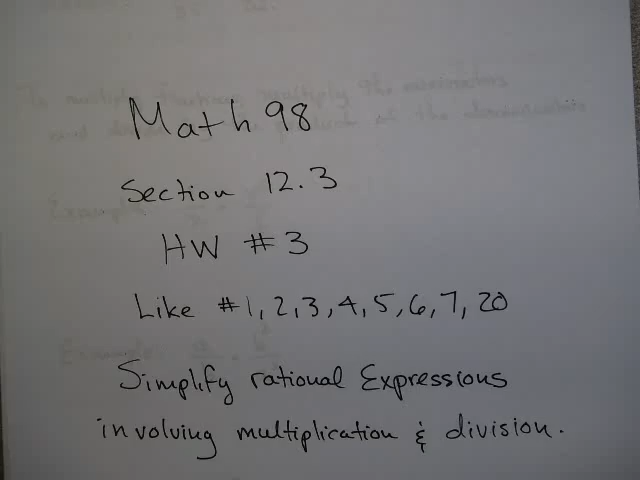 Math 98
Section 12.3
HW #3
Like #1, 2, 3, 4, 5, 6, 7, 20
Simplify rational Expressions
involving multiplication & division.